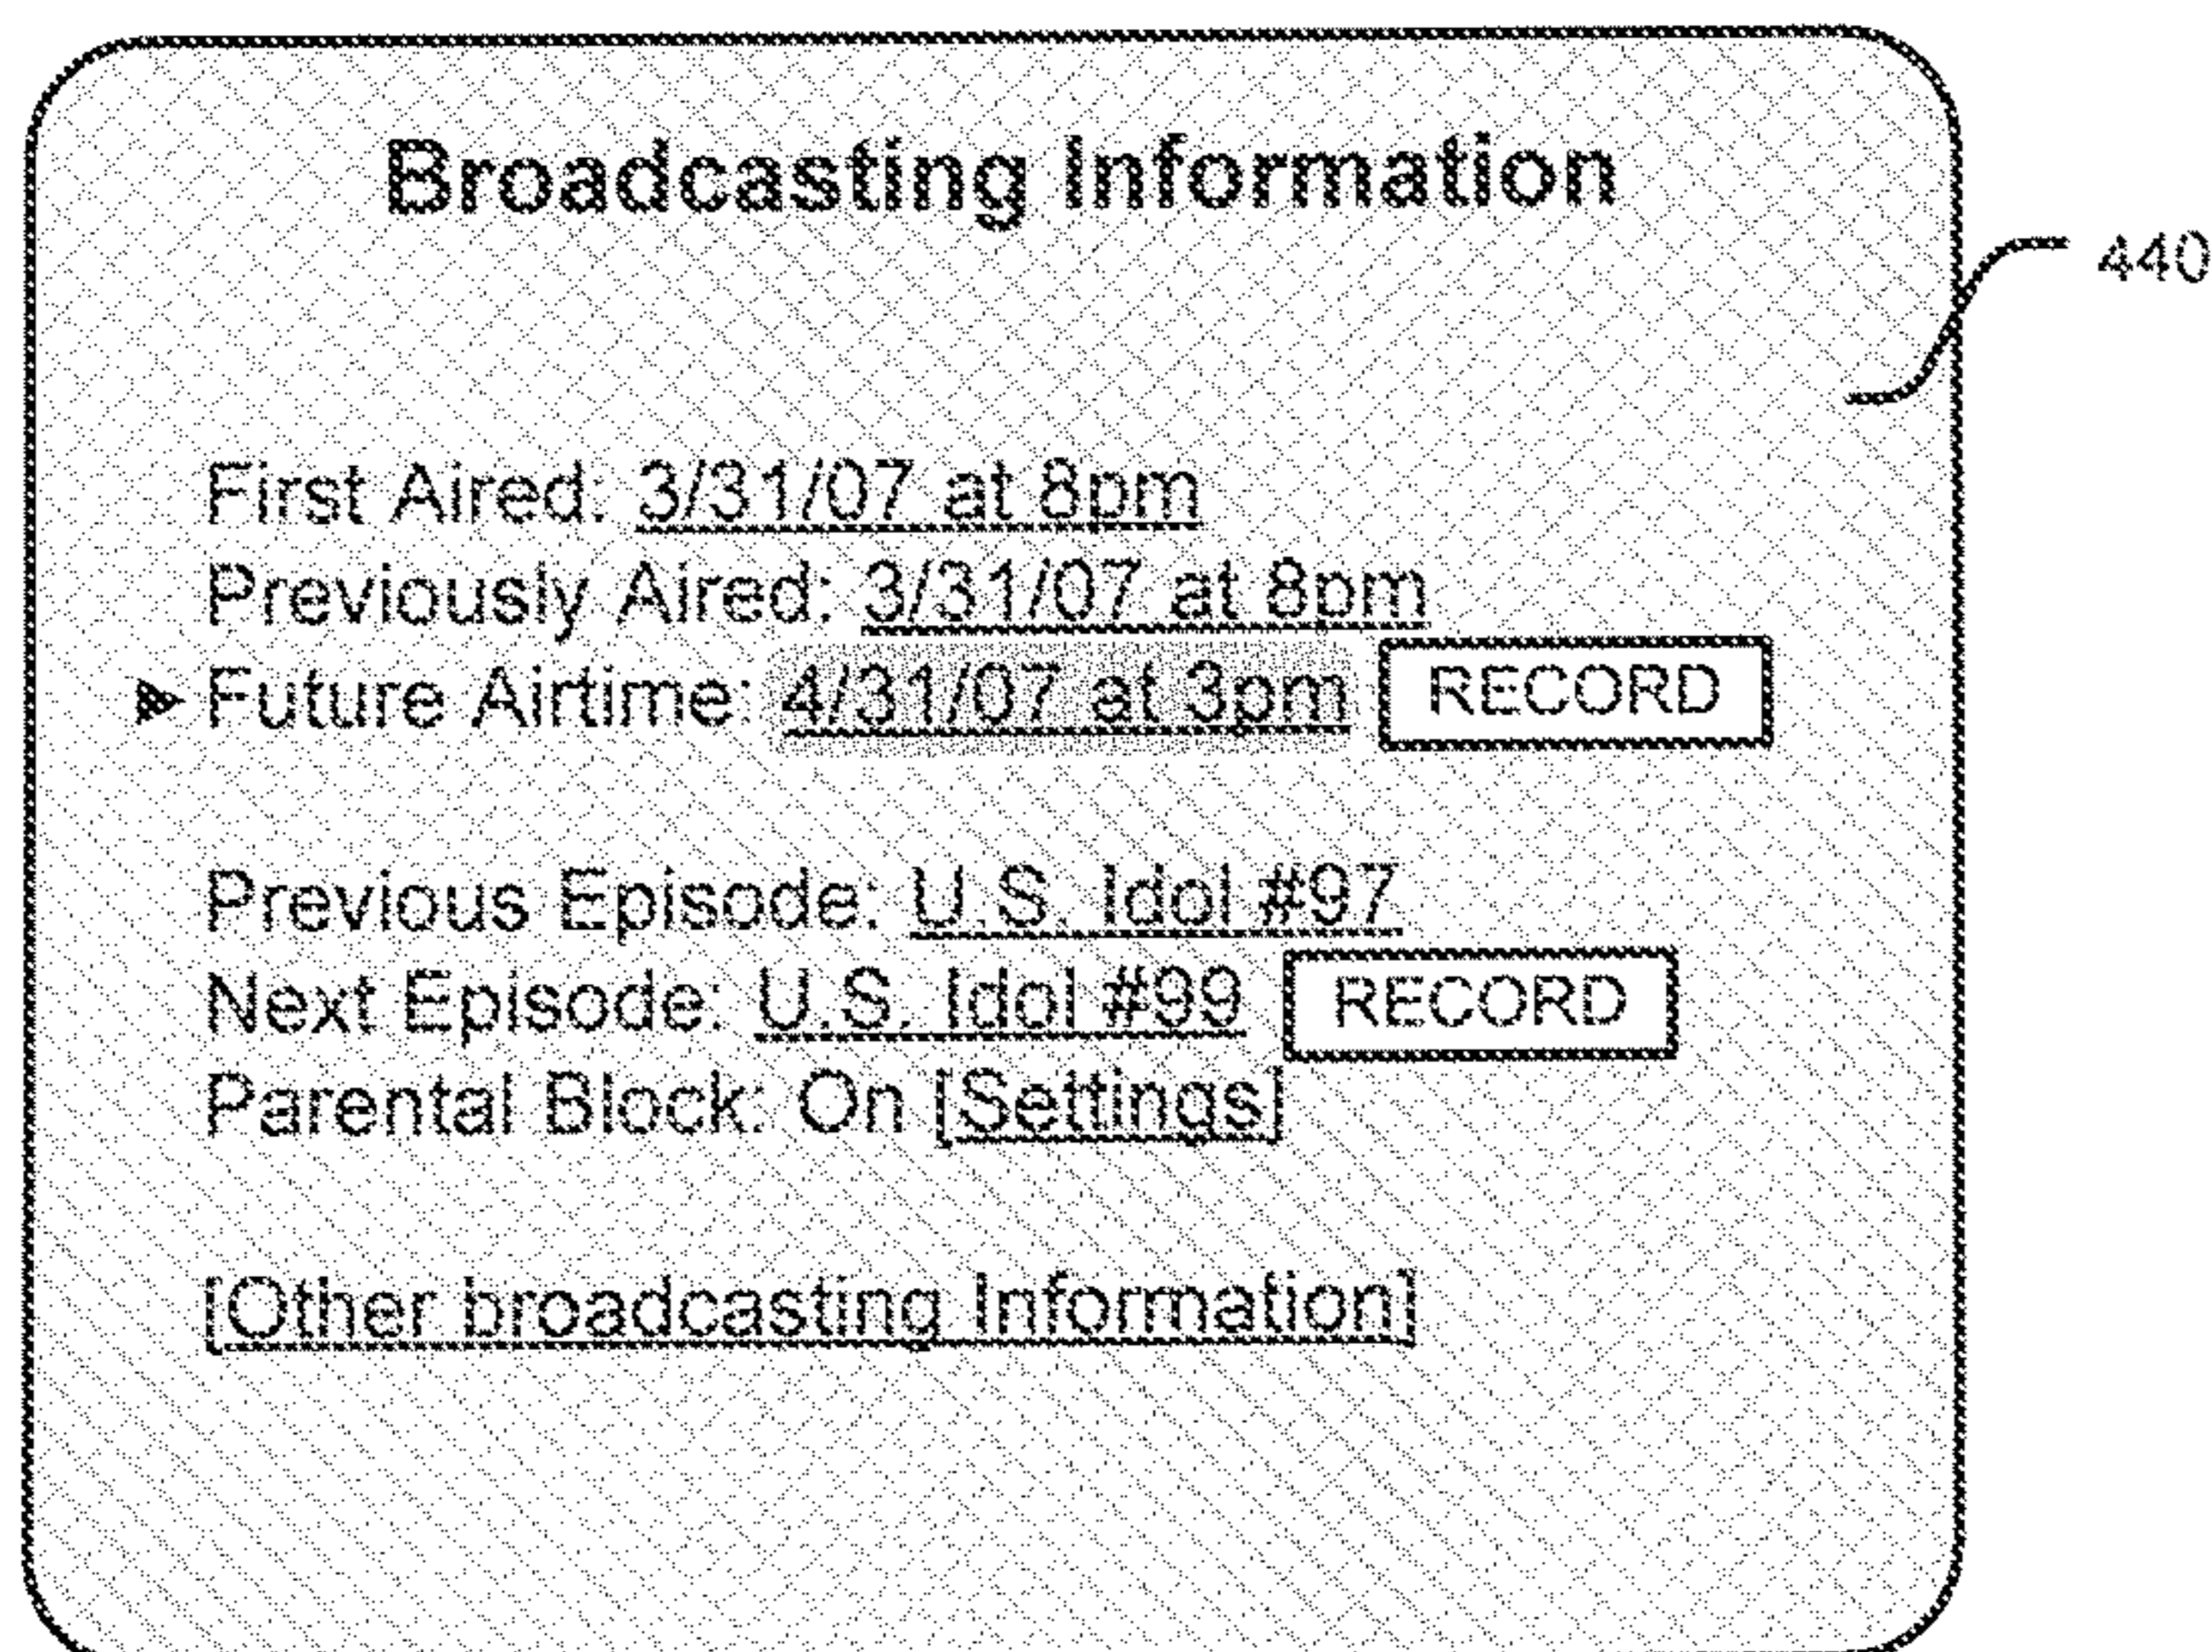 Broadcasting Information
440
First Aired: 3/31/07 at 8pm
Previously Aired: 3/31/07 at 8pm
Future Airtime: 4/31/07 at 3pm RECORD
Previous Episode: U.S. Idol #97
Next Episode: U.S. Idol #99 RECORD
Parental Block: On [Settings]
[Other broadcasting Information]